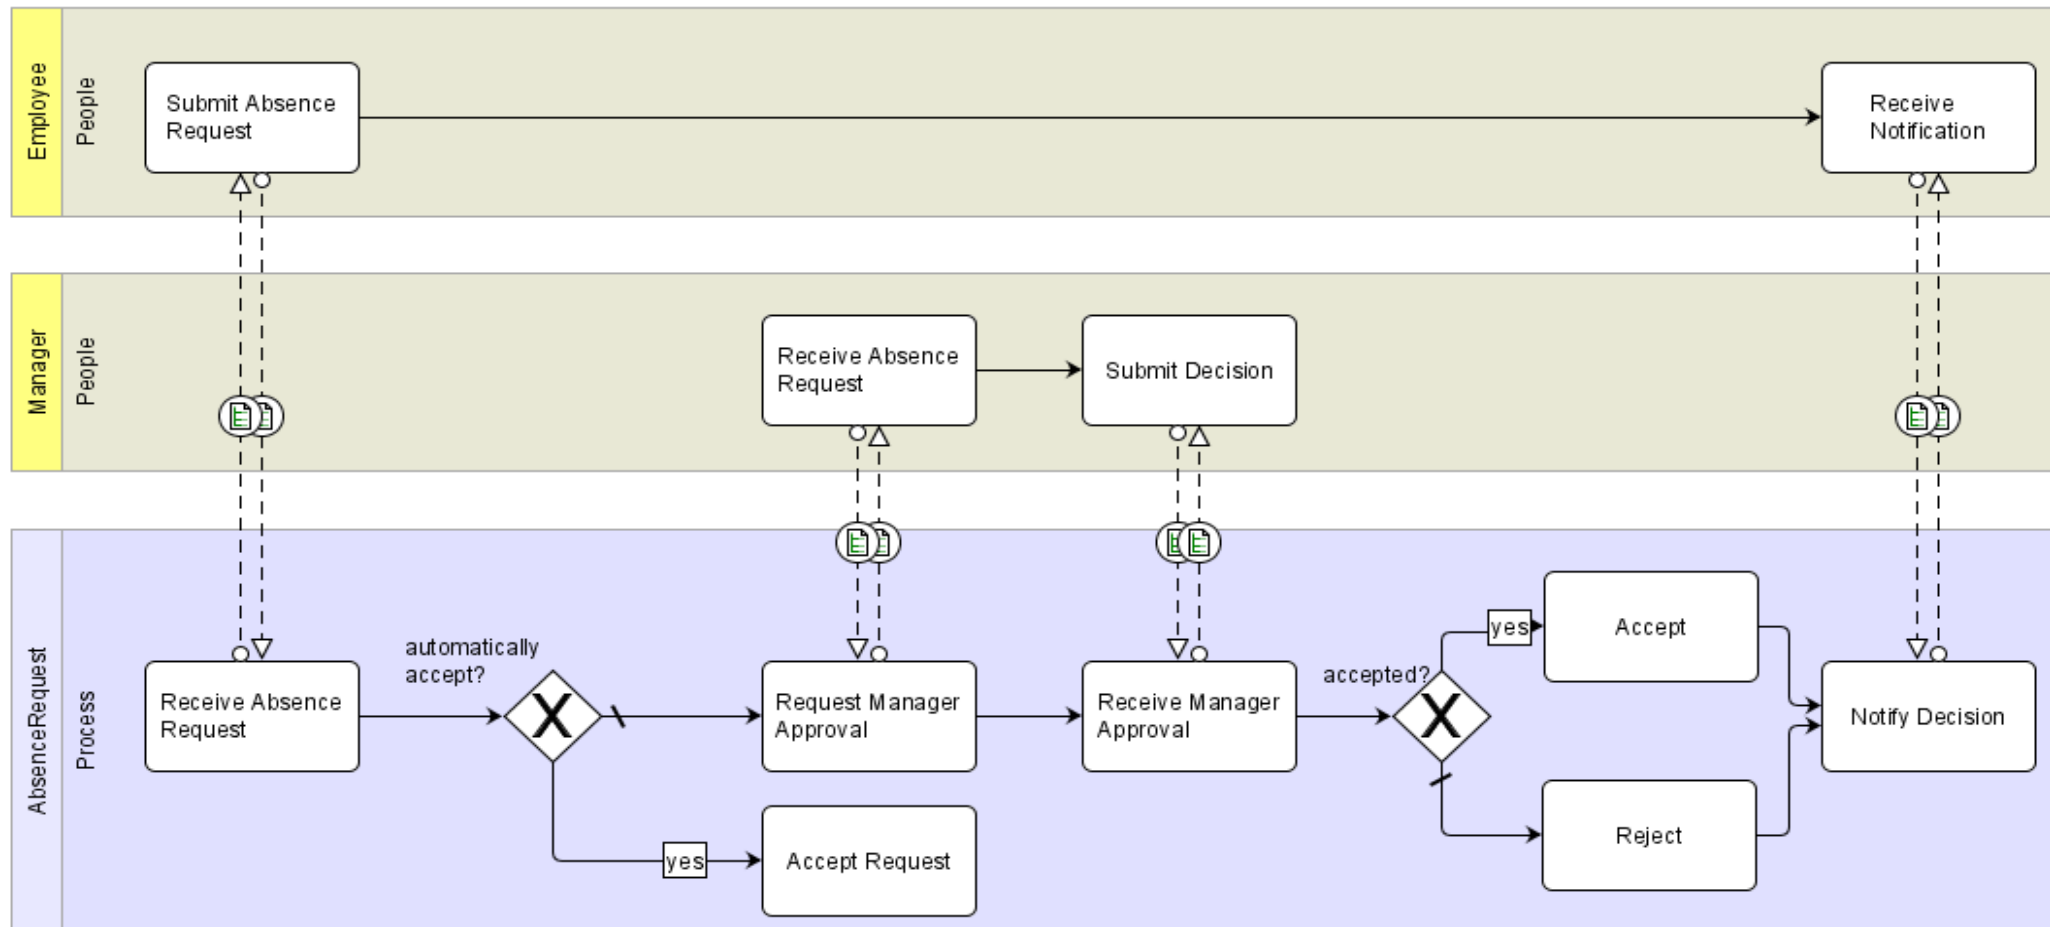 Employee
People
Submit Absence
Request
Receive
Notification
Manager
People
Receive Absence
Request
Submit Decision
AbsenceRequest
Process
Receive Absence
Request
automatically
accept?
yes
Request Manager
Approval
Accept Request
Receive Manager
Approval
accepted?
yes
Accept
Reject
Notify Decision